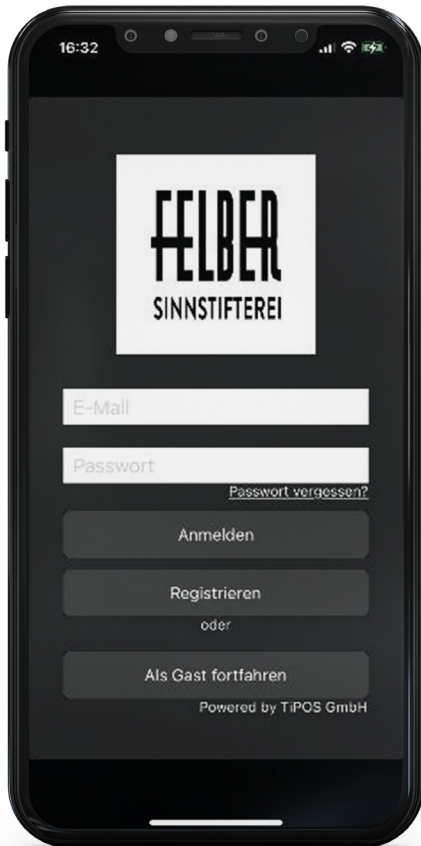 16:32
FELBER
SINNSTIFTEREI
E-Mail
Passwort
Passwort vergessen?
Anmelden
Registrieren
oder
Als Gast fortfahren
Powered by TiPOS GmbH